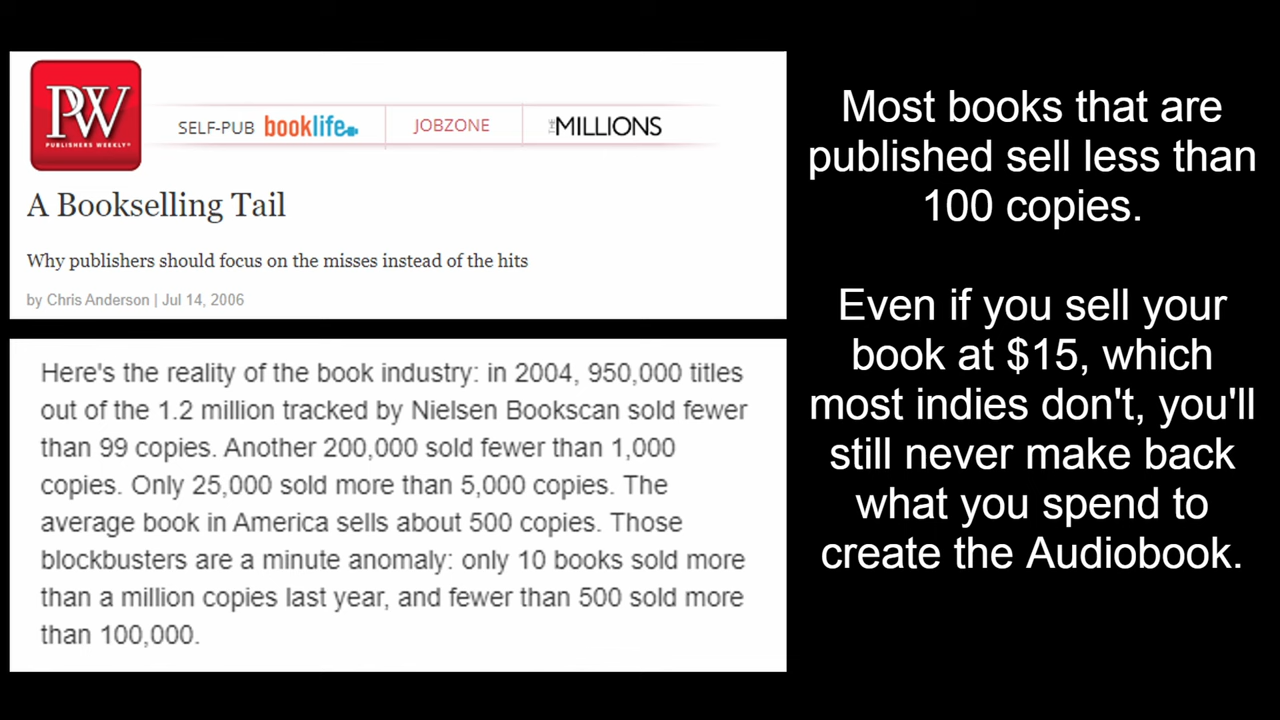 PW
PUBLISHERS WEEKLY
SELF-PUB booklife
JOBZONE
THE MILLIONS
A Bookselling Tail
Why publishers should focus on the misses instead of the hits
by Chris Anderson | Jul 14, 2006
Here's the reality of the book industry: in 2004, 950,000 titles
out of the 1.2 million tracked by Nielsen Bookscan sold fewer
than 99 copies. Another 200,000 sold fewer than 1,000
copies. Only 25,000 sold more than 5,000 copies. The
average book in America sells about 500 copies. Those
blockbusters are a minute anomaly: only 10 books sold more
than a million copies last year, and fewer than 500 sold more
than 100,000.
Most books that are
published sell less than
100 copies.
Even if you sell your
book at $15, which
most indies don't, you'll
still never make back
what you spend to
create the Audiobook.